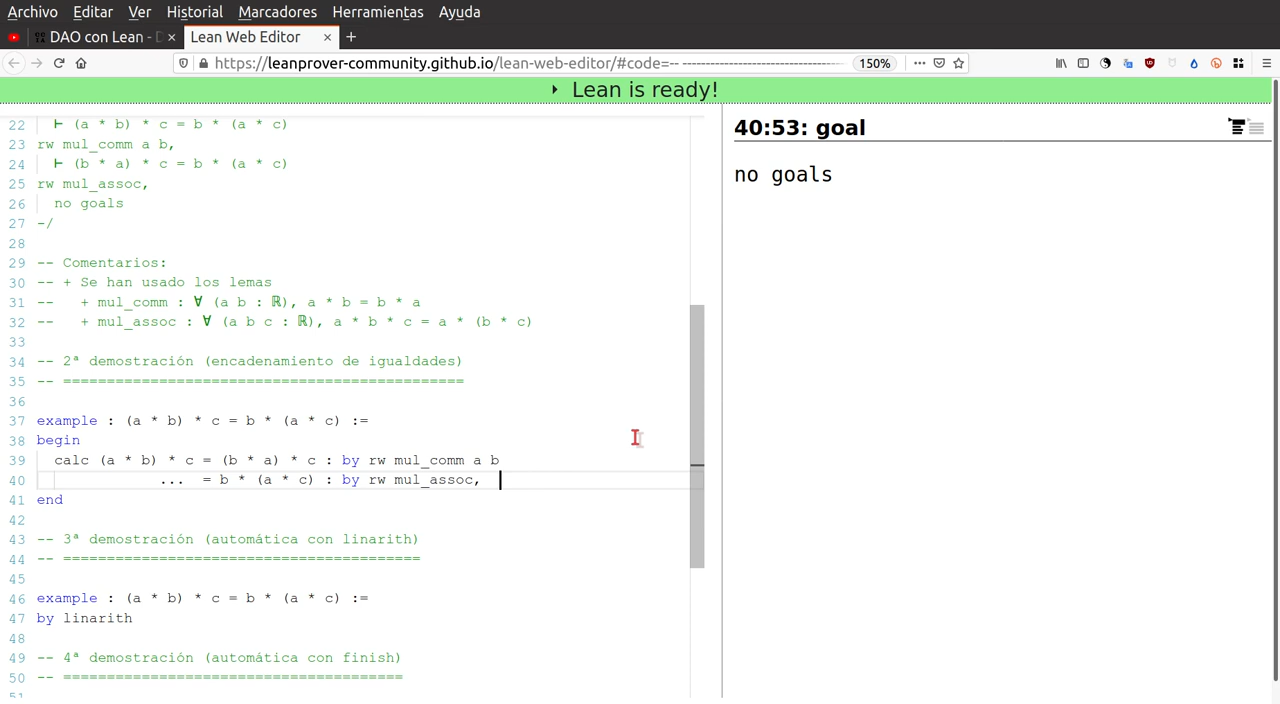 Archivo Editar Ver Historial Marcadores Herramientas Ayuda
DAO con Lean - D × Lean Web Editor × +
https://leanprover-community.github.io/lean-web-editor/#code=-- ----------------------------------- 150%
Lean is ready!
22 ⊢ (a * b) * c = b * (a * c)
23 rw mul_comm a b,
24 ⊢ (b * a) * c = b * (a * c)
25 rw mul_assoc,
26 no goals
27 -/
28
29 -- Comentarios:
30 -- + Se han usado los lemas
31 -- + mul_comm : ∀ (a b : ℝ), a * b = b * a
32 -- + mul_assoc : ∀ (a b c : ℝ), a * b * c = a * (b * c)
33
34 -- 2ª demostración (encadenamiento de igualdades)
35 -- ==============================================
36
37 example : (a * b) * c = b * (a * c) :=
38 begin
39 calc (a * b) * c = (b * a) * c : by rw mul_comm a b
40 ... = b * (a * c) : by rw mul_assoc,
41 end
42
43 -- 3ª demostración (automática con linarith)
44 -- =========================================
45
46 example : (a * b) * c = b * (a * c) :=
47 by linarith
48
49 -- 4ª demostración (automática con finish)
50 -- =======================================
51
40:53: goal
no goals